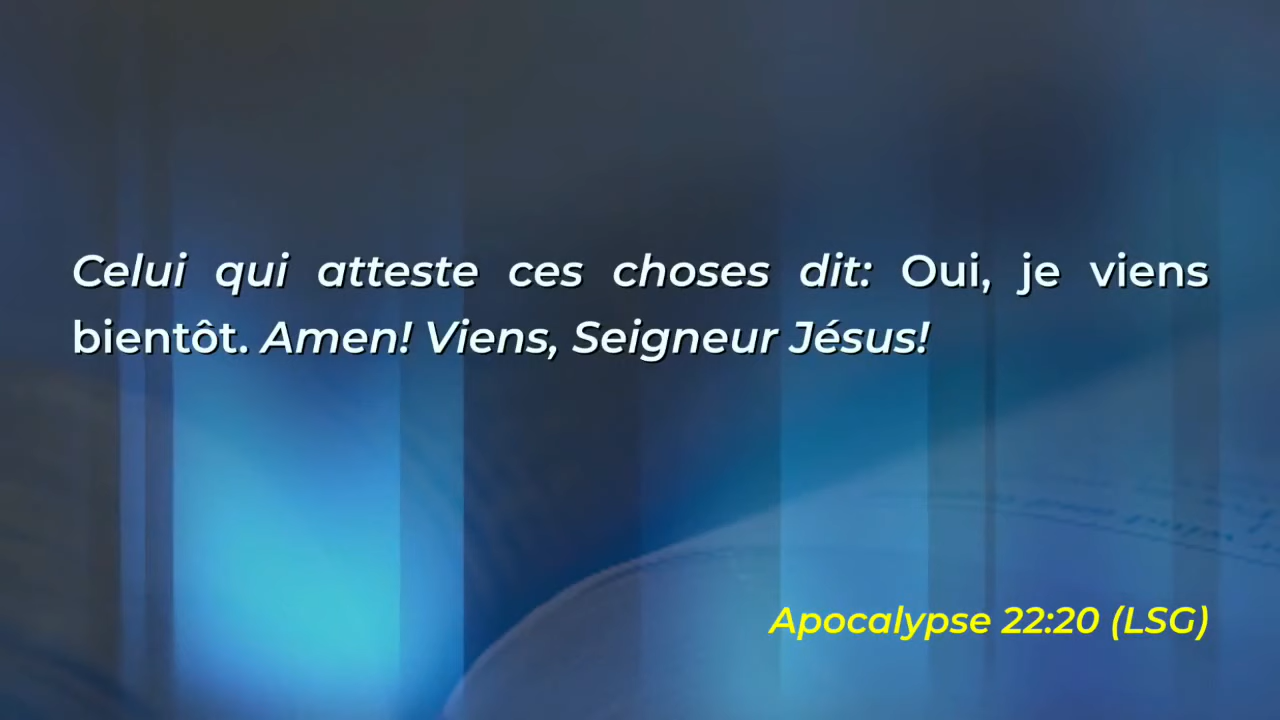 Celui qui atteste ces choses dit: Oui, je viens
bientôt. Amen! Viens, Seigneur Jésus!
Apocalypse 22:20 (LSG)